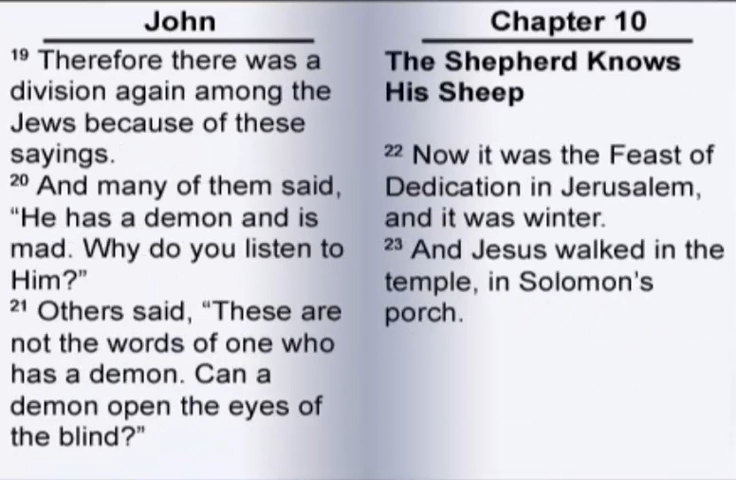 John
19 Therefore there was a
division again among the
Jews because of these
sayings.
20 And many of them said,
“He has a demon and is
mad. Why do you listen to
Him?”
21 Others said, “These are
not the words of one who
has a demon. Can a
demon open the eyes of
the blind?”
Chapter 10
The Shepherd Knows
His Sheep
22 Now it was the Feast of
Dedication in Jerusalem,
and it was winter.
23 And Jesus walked in the
temple, in Solomon’s
porch.